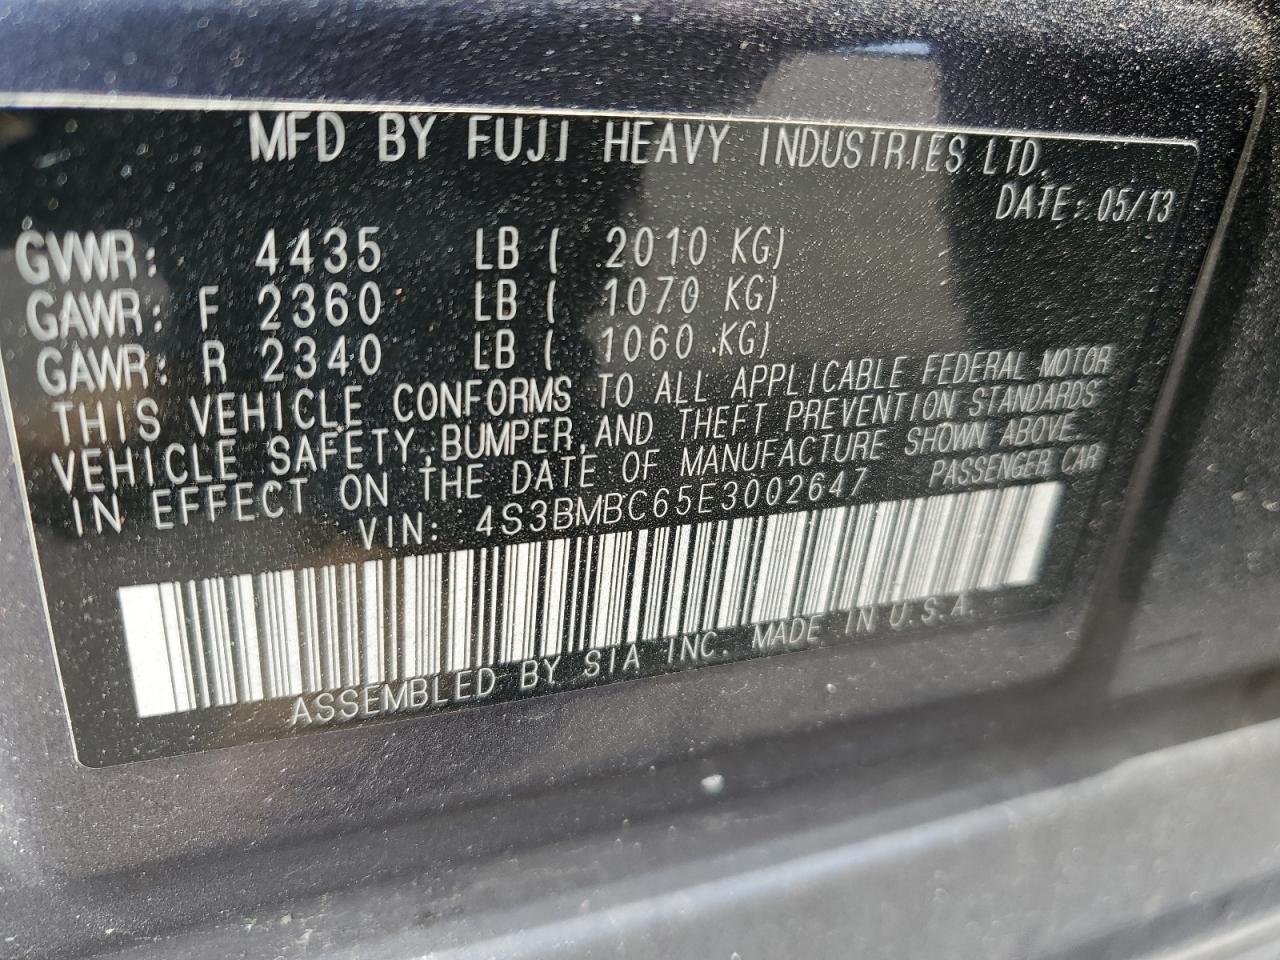 MFD BY FUJI HEAVY INDUSTRIES LTD.
DATE: 05/13
GVWR: 4435 LB ( 2010 KG)
GAWR: F 2360 LB ( 1070 KG)
GAWR: R 2340 LB ( 1060 KG)
THIS VEHICLE CONFORMS TO ALL APPLICABLE FEDERAL MOTOR
VEHICLE SAFETY,BUMPER,AND THEFT PREVENTION STANDARDS
IN EFFECT ON THE DATE OF MANUFACTURE SHOWN ABOVE.
VIN: 4S3BMBC65E3002647 PASSENGER CAR
ASSEMBLED BY SIA INC. MADE IN U.S.A.